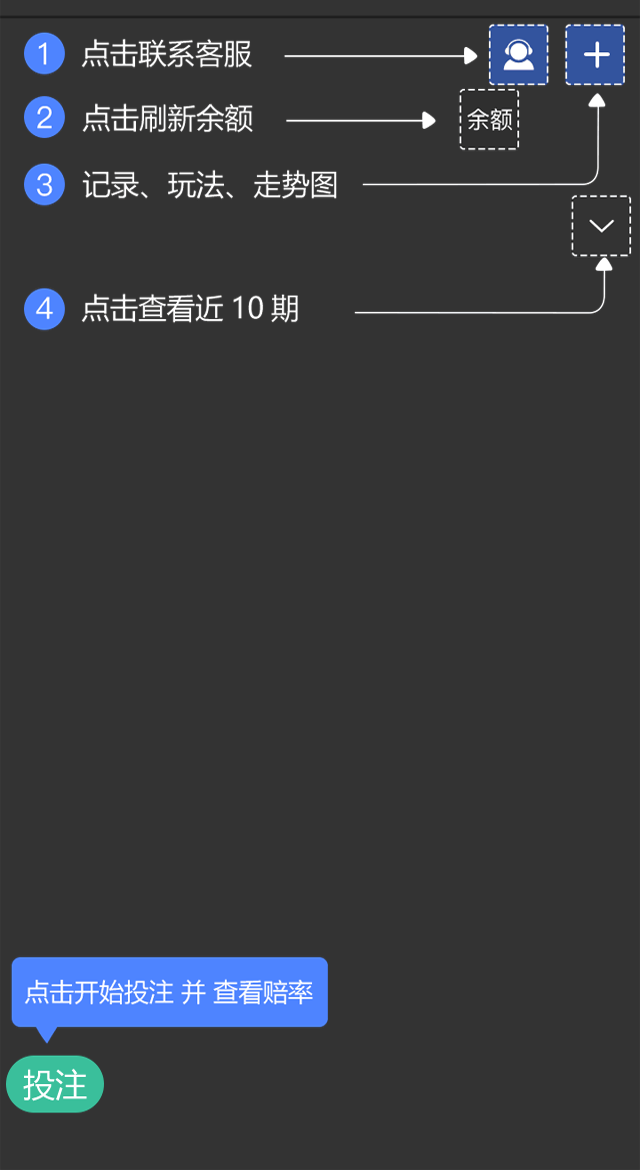 1 点击联系客服
2 点击刷新余额 余额
3 记录、玩法、走势图
4 点击查看近 10 期
点击开始投注 并 查看赔率
投注